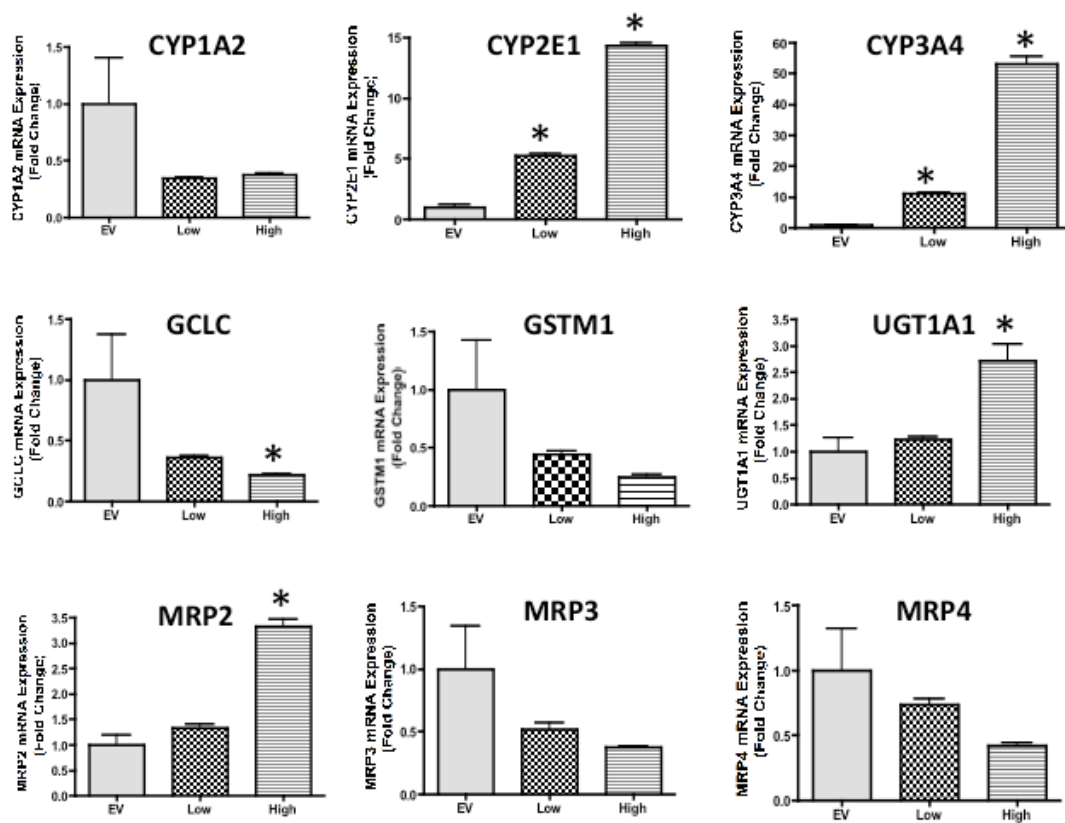 CYP1A2
CYP1A2 mRNA Expression
(Fold Change)
1.5
1.0
0.5
0.0
EV Low High
CYP2E1
CYP2E1 mRNA Expression
(Fold Change)
15
10
5
0
*
*
EV Low High
CYP3A4
CYP3A4 mRNA Expression
(Fold Change)
60
50
40
30
20
10
0
*
*
EV Low High
GCLC
GCLC mRNA Expression
(Fold Change)
1.5
1.0
0.5
0.0
*
EV Low High
GSTM1
GSTM1 mRNA Expression
(Fold Change)
1.5
1.0
0.5
0.0
EV Low High
UGT1A1
UGT1A1 mRNA Expression
(Fold Change)
3.5
3.0
2.5
2.0
1.5
1.0
0.5
0.0
*
EV Low High
MRP2
MRP2 mRNA Expression
(Fold Change)
3.5
3.0
2.5
2.0
1.5
1.0
0.5
0.0
*
EV Low High
MRP3
MRP3 mRNA Expression
(Fold Change)
1.5
1.0
0.5
0.0
EV Low High
MRP4
MRP4 mRNA Expression
(Fold Change)
1.5
1.0
0.5
0.0
EV Low High